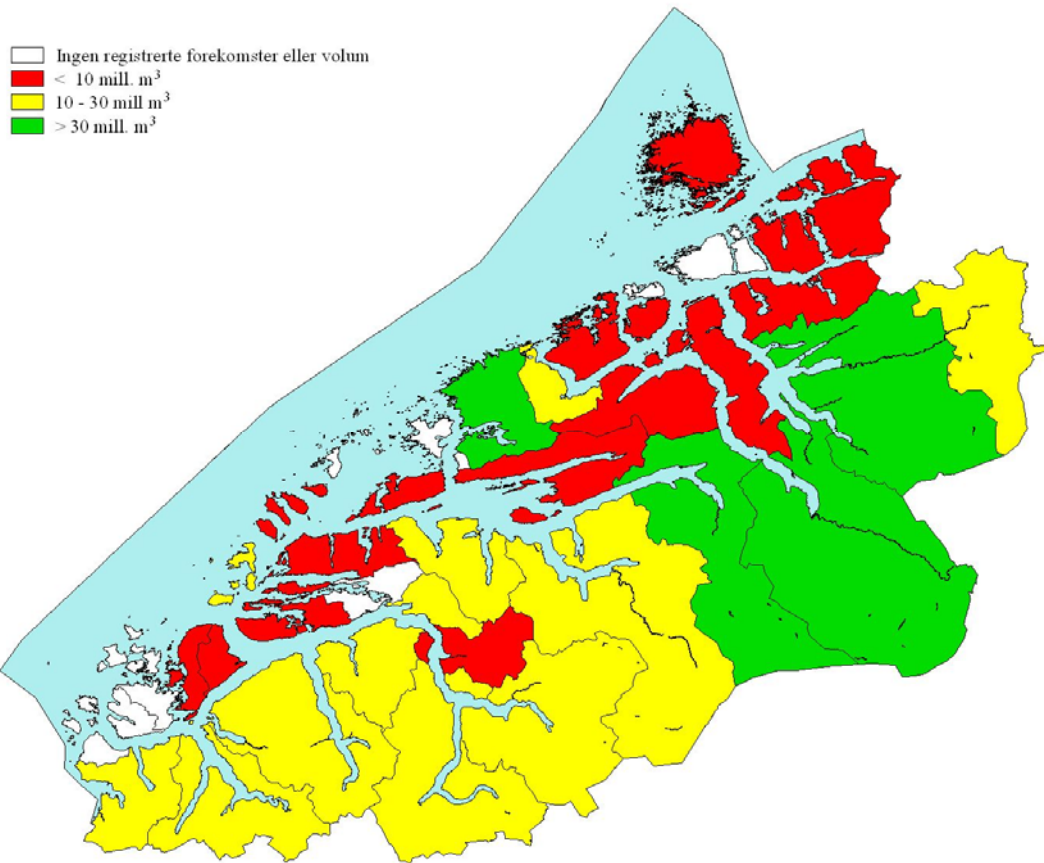 Ingen registrerte forekomster eller volum
< 10 mill. m³
10 - 30 mill m³
> 30 mill. m³